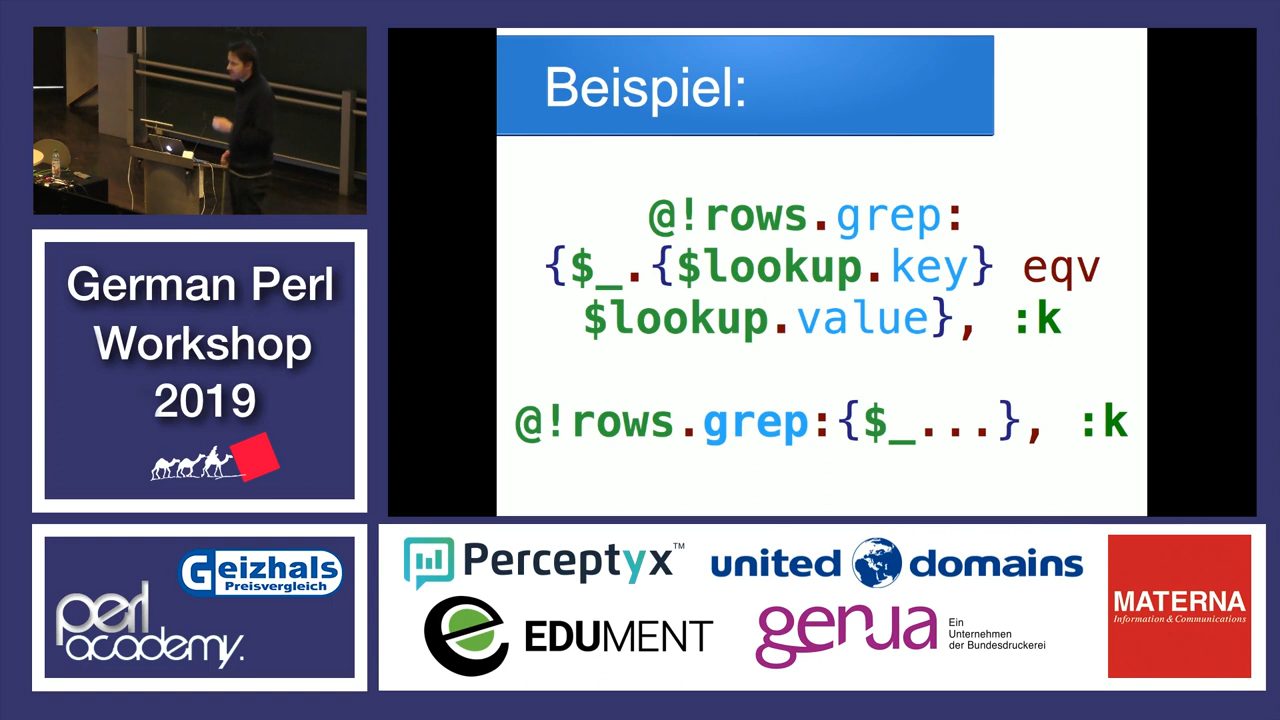 Beispiel:
@!rows.grep:
{$_.{$lookup.key} eqv
$lookup.value}, :k
@!rows.grep:{$_...}, :k
German Perl
Workshop
2019
Geizhals
Preisvergleich
perl
academy.
Perceptyx™
united domains
EDUMENT
genua
Ein
Unternehmen
der Bundesdruckerei
MATERNA
Information & Communications